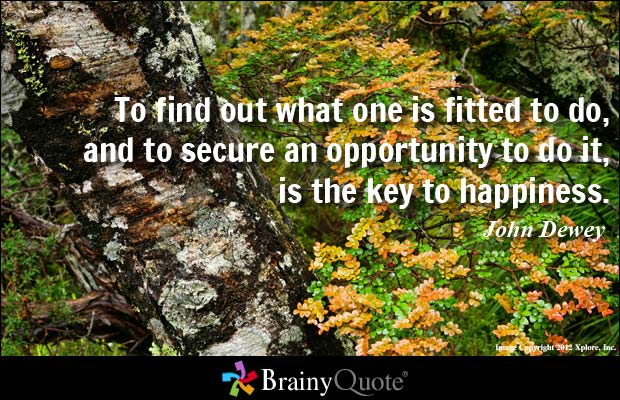 To find out what one is fitted to do,
and to secure an opportunity to do it,
is the key to happiness.
John Dewey
Image Copyright 2012 Xplore, Inc.
BrainyQuote®